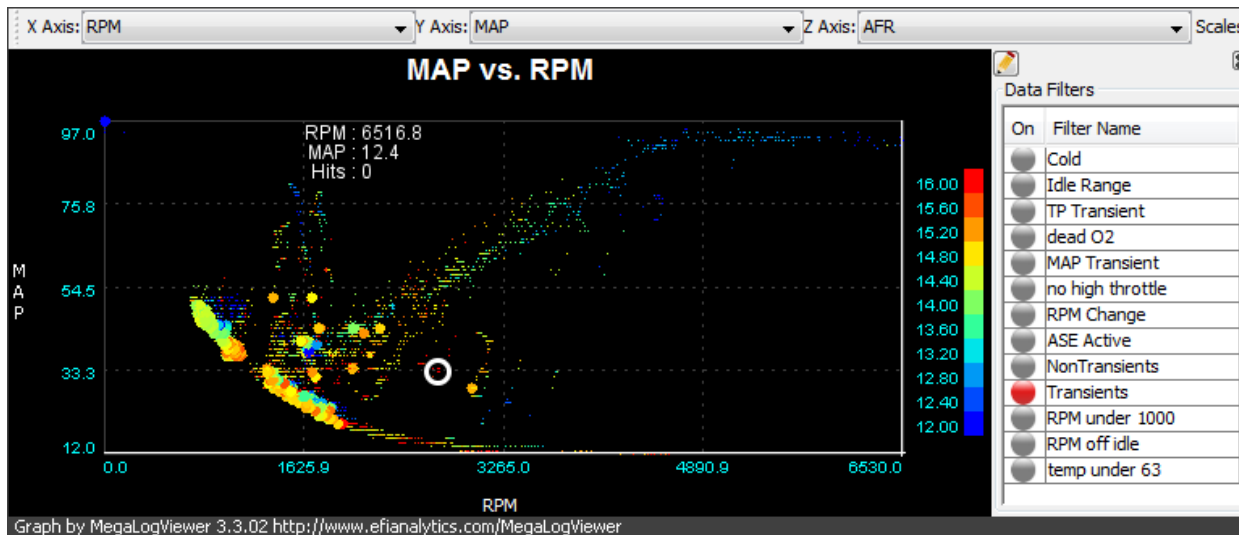 X Axis: RPM Y Axis: MAP Z Axis: AFR Scales
MAP vs. RPM
RPM : 6516.8
MAP : 12.4
Hits : 0
97.0
75.8
54.5
33.3
12.0
M
A
P
0.0 1625.9 3265.0 4890.9 6530.0
RPM
16.00
15.60
15.20
14.80
14.40
14.00
13.60
13.20
12.80
12.40
12.00
Data Filters
On Filter Name
Cold
Idle Range
TP Transient
dead O2
MAP Transient
no high throttle
RPM Change
ASE Active
NonTransients
Transients
RPM under 1000
RPM off idle
temp under 63
Graph by MegaLogViewer 3.3.02 http://www.efianalytics.com/MegaLogViewer